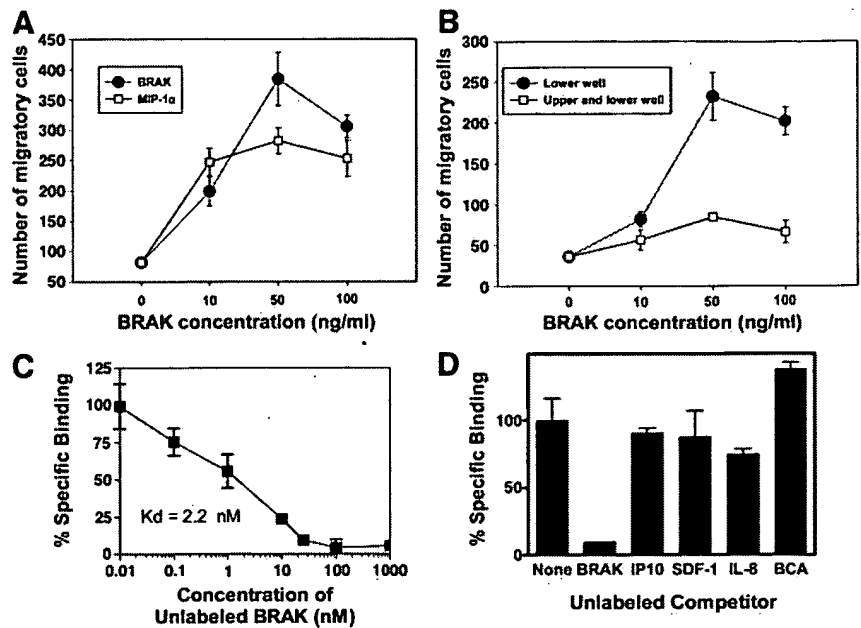 A
450
400
350
300
250
200
150
100
50
Number of migratory cells
BRAK
MIP-1α
0
10
50
100
BRAK concentration (ng/ml)
B
300
250
200
150
100
50
0
Number of migratory cells
Lower well
Upper and lower well
0
10
50
100
BRAK concentration (ng/ml)
C
125
100
75
50
25
0
% Specific Binding
Kd = 2.2 nM
0.01
0.1
1
10
100
1000
Concentration of
Unlabeled BRAK (nM)
D
100
50
0
% Specific Binding
None BRAK IP10 SDF-1 IL-8 BCA
Unlabeled Competitor